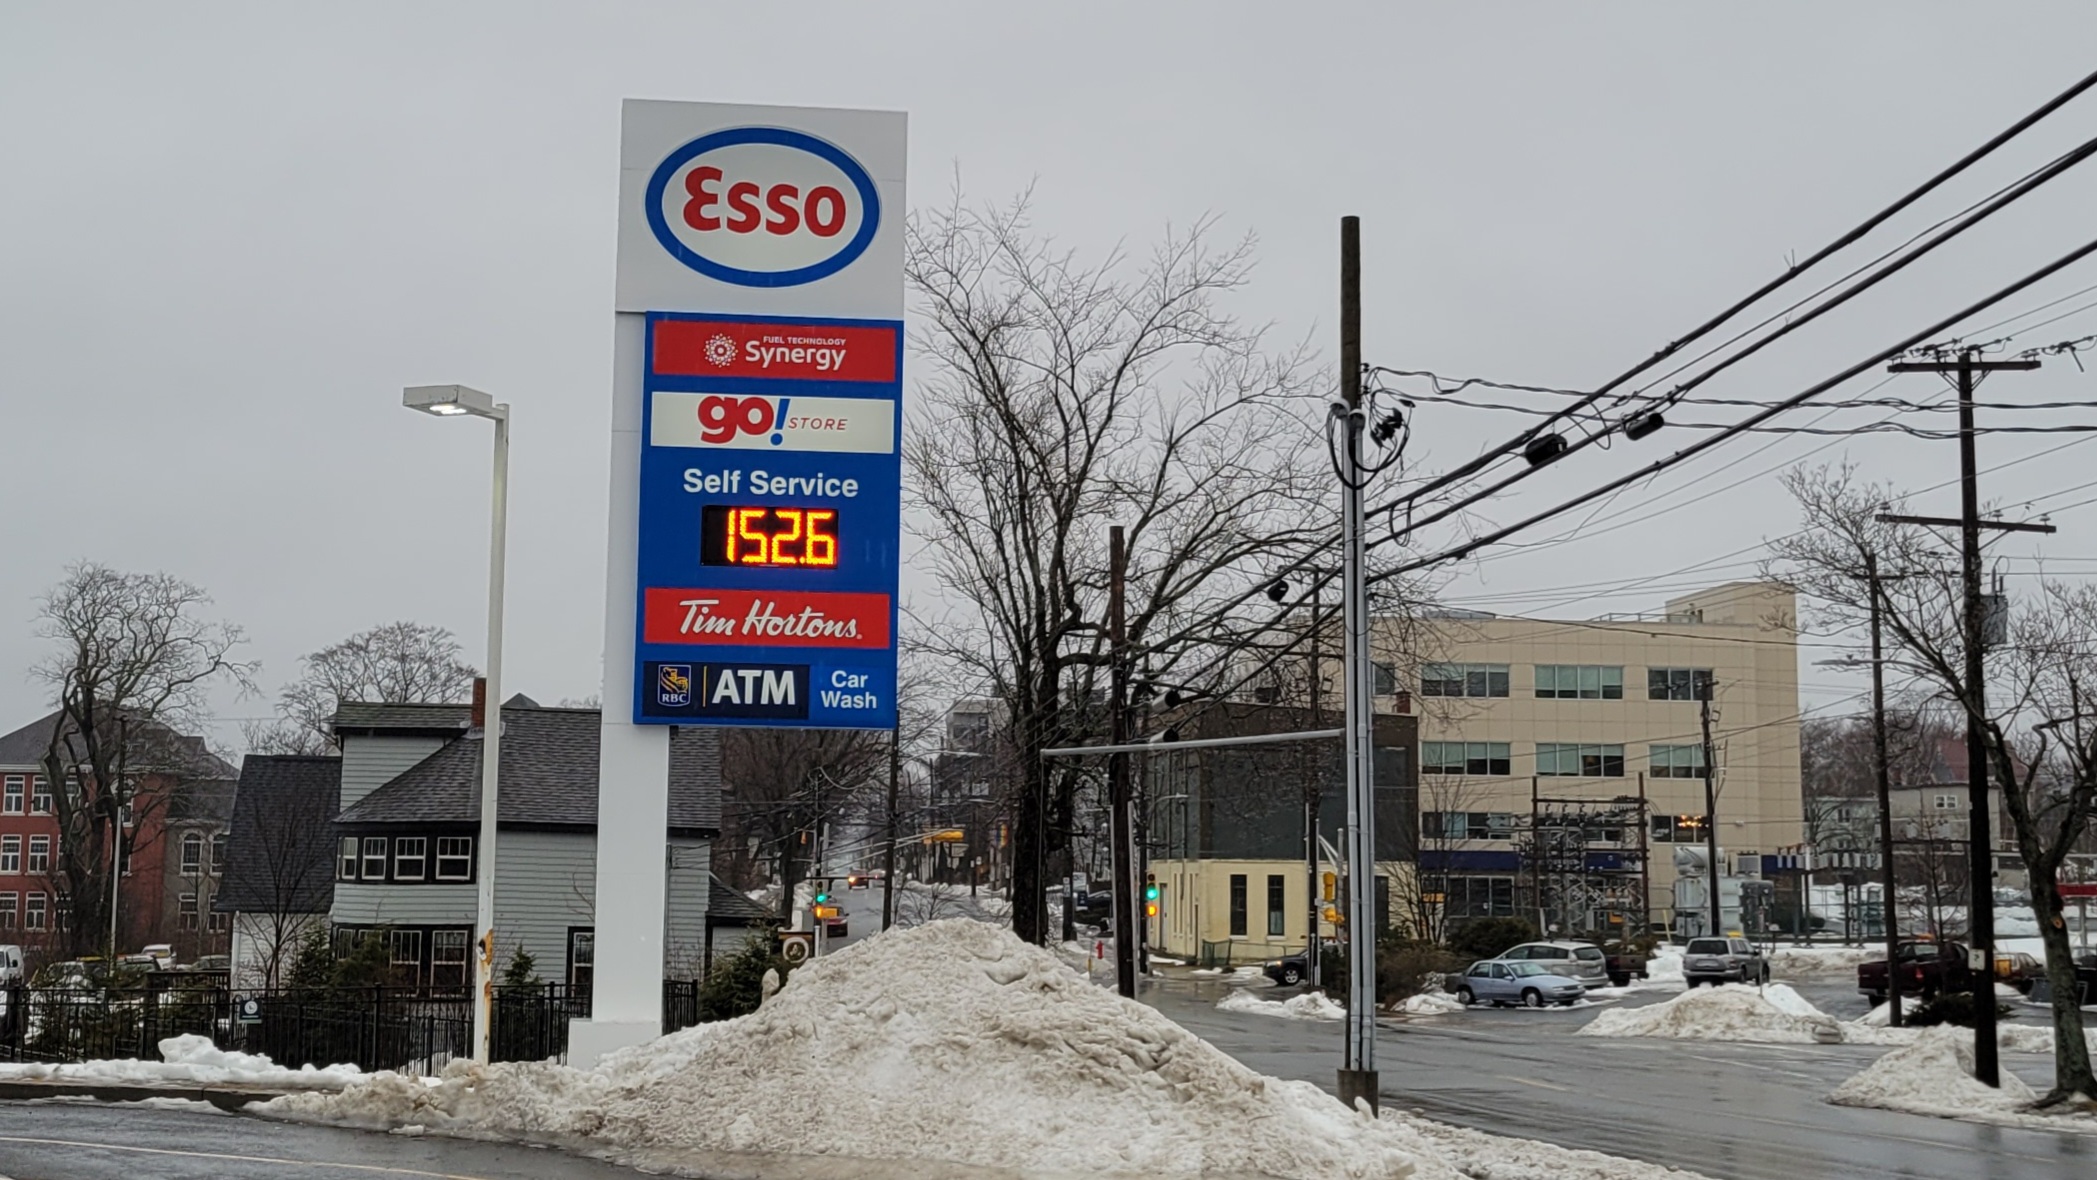 Esso
FUEL TECHNOLOGY
Synergy
go! STORE
Self Service
152.6
Tim Hortons.
RBC ATM Car Wash